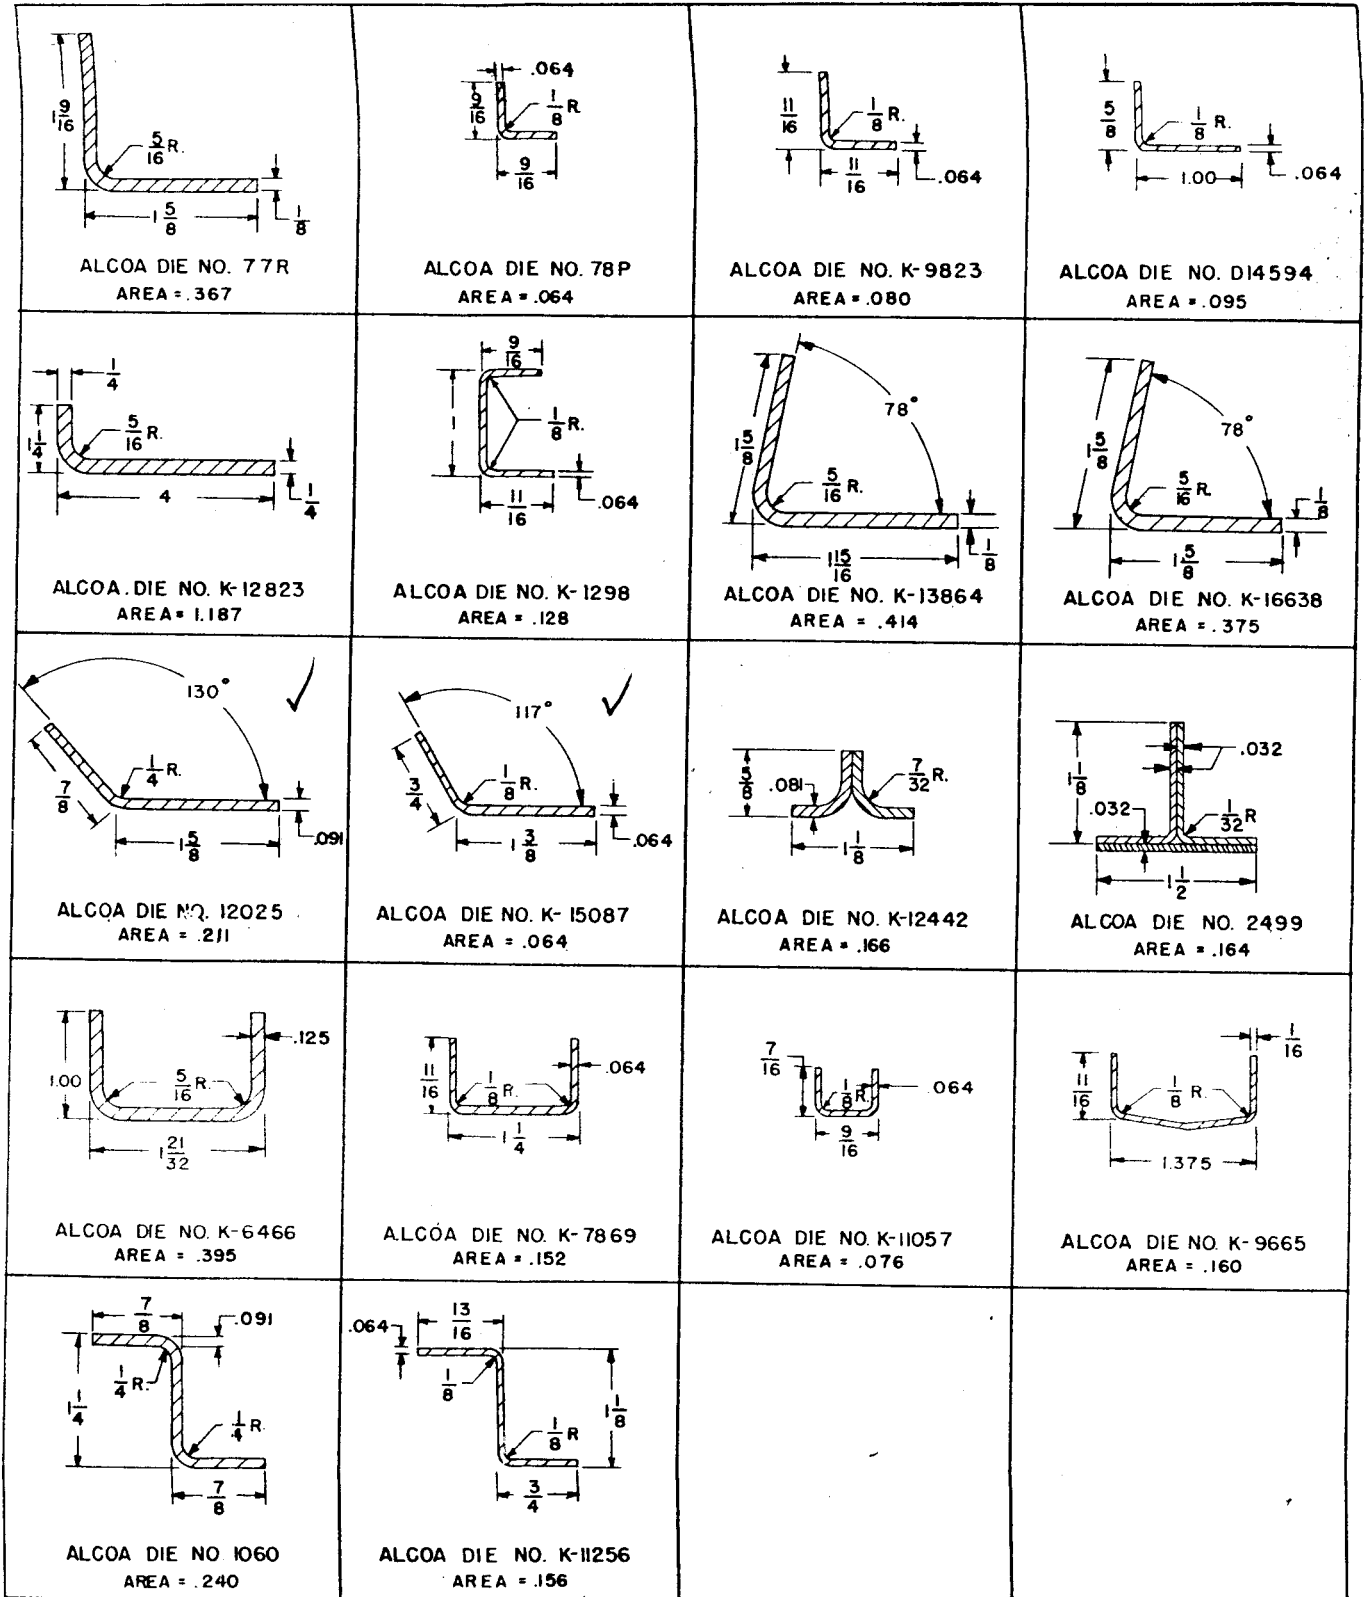 .064
1 9/16
5/16 R.
1 5/8
1/8
ALCOA DIE NO. 77R
AREA = .367
9/16
1/8 R.
9/16
ALCOA DIE NO. 78P
AREA = .064
11/16
1/8 R.
11/16
.064
ALCOA DIE NO. K-9823
AREA = .080
5/8
1/8 R.
1.00
.064
ALCOA DIE NO. D14594
AREA = .095
1/4
1 1/4
5/16 R.
4
1/4
ALCOA DIE NO. K-12823
AREA = 1.187
9/16
1
1/8 R.
11/16
.064
ALCOA DIE NO. K-1298
AREA = .128
78°
1 5/8
5/16 R.
1 15/16
1/8
ALCOA DIE NO. K-13864
AREA = .414
78°
1 5/8
5/16 R.
1/8
1 5/8
ALCOA DIE NO. K-16638
AREA = .375
130°
7/8
1/4 R.
1 5/8
.091
ALCOA DIE NO. 12025
AREA = .211
117°
3/4
1/8 R.
1 3/8
.064
ALCOA DIE NO. K-15087
AREA = .064
5/8
.081
7/32 R.
1 1/8
ALCOA DIE NO. K-12442
AREA = .166
1 1/8
.032
.032
1/32 R
1 1/2
ALCOA DIE NO. 2499
AREA = .164
1.00
.125
5/16 R.
1 21/32
ALCOA DIE NO. K-6466
AREA = .395
11/16
1/8 R.
.064
1 1/4
ALCOA DIE NO. K-7869
AREA = .152
7/16
1/8 R.
.064
9/16
ALCOA DIE NO. K-11057
AREA = .076
1/16
11/16
1/8 R.
1.375
ALCOA DIE NO. K-9665
AREA = .160
7/8
.091
1/4 R.
1 1/4
1/4 R.
7/8
ALCOA DIE NO 1060
AREA = .240
.064
13/16
1/8
1 1/8
1/8 R
3/4
ALCOA DIE NO. K-11256
AREA = .156